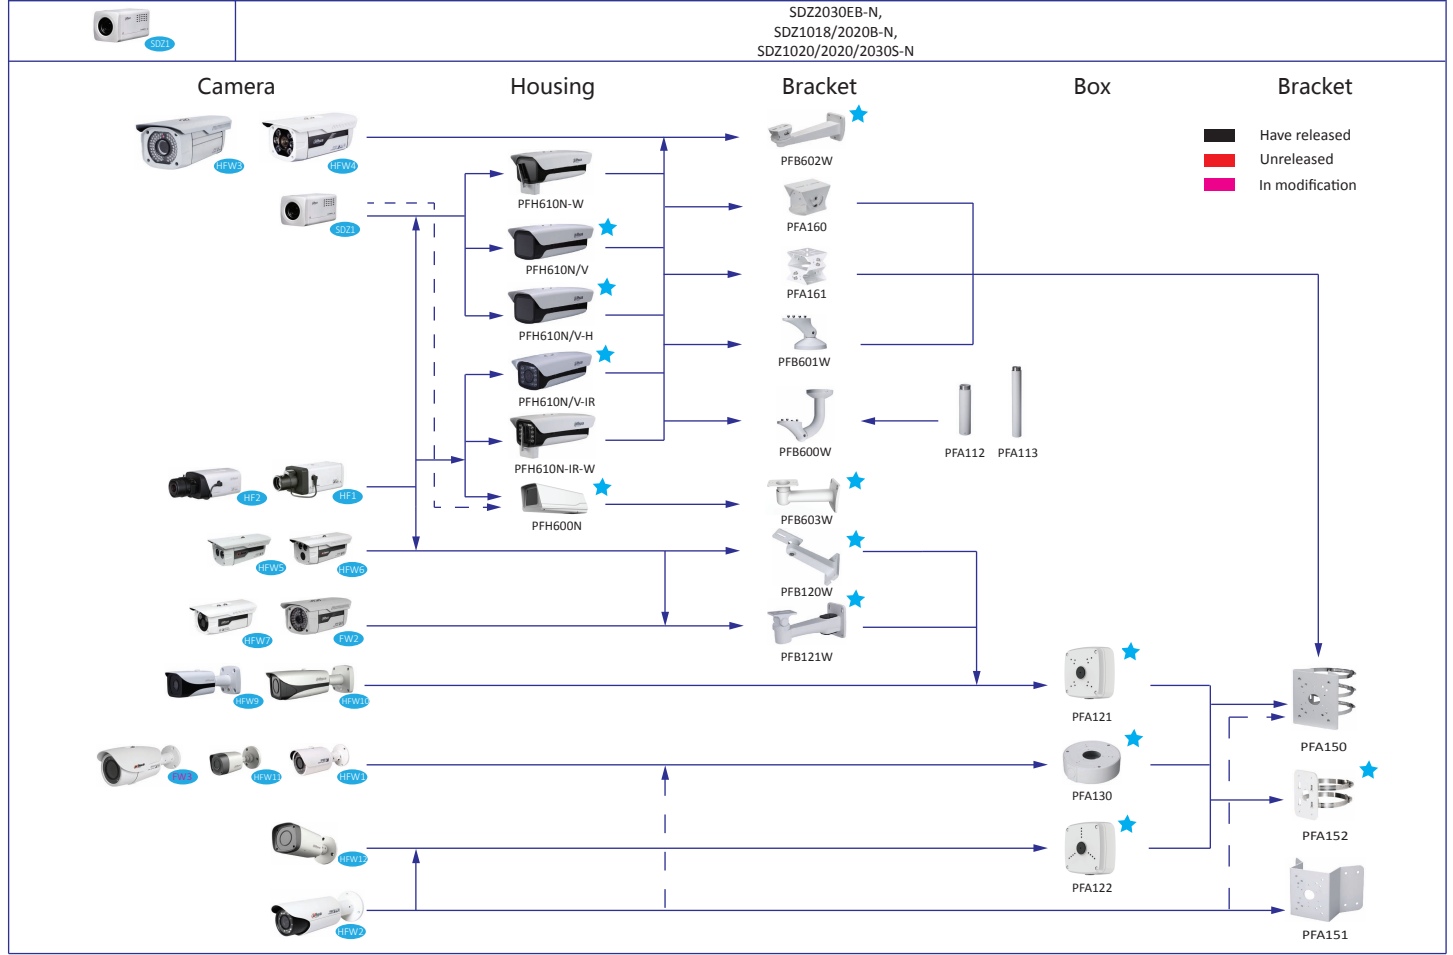 SDZ1
SDZ2030EB-N,
SDZ1018/2020B-N,
SDZ1020/2020/2030S-N
Camera
Housing
Bracket
Box
Bracket
Have released
Unreleased
In modification
HFW3
HFW4
PFB602W
PFH610N-W
SDZ1
PFA160
PFH610N/V
PFA161
PFH610N/V-H
PFB601W
PFH610N/V-IR
PFB600W
PFA112
PFA113
PFH610N-IR-W
HF2
HF1
PFH600N
PFB603W
HFW5
HFW6
PFB120W
HFW7
FW2
PFB121W
HFW9
HFW10
PFA121
PFA150
FW3
HFW11
HFW1
PFA130
PFA152
HFW12
PFA122
HFW2
PFA151